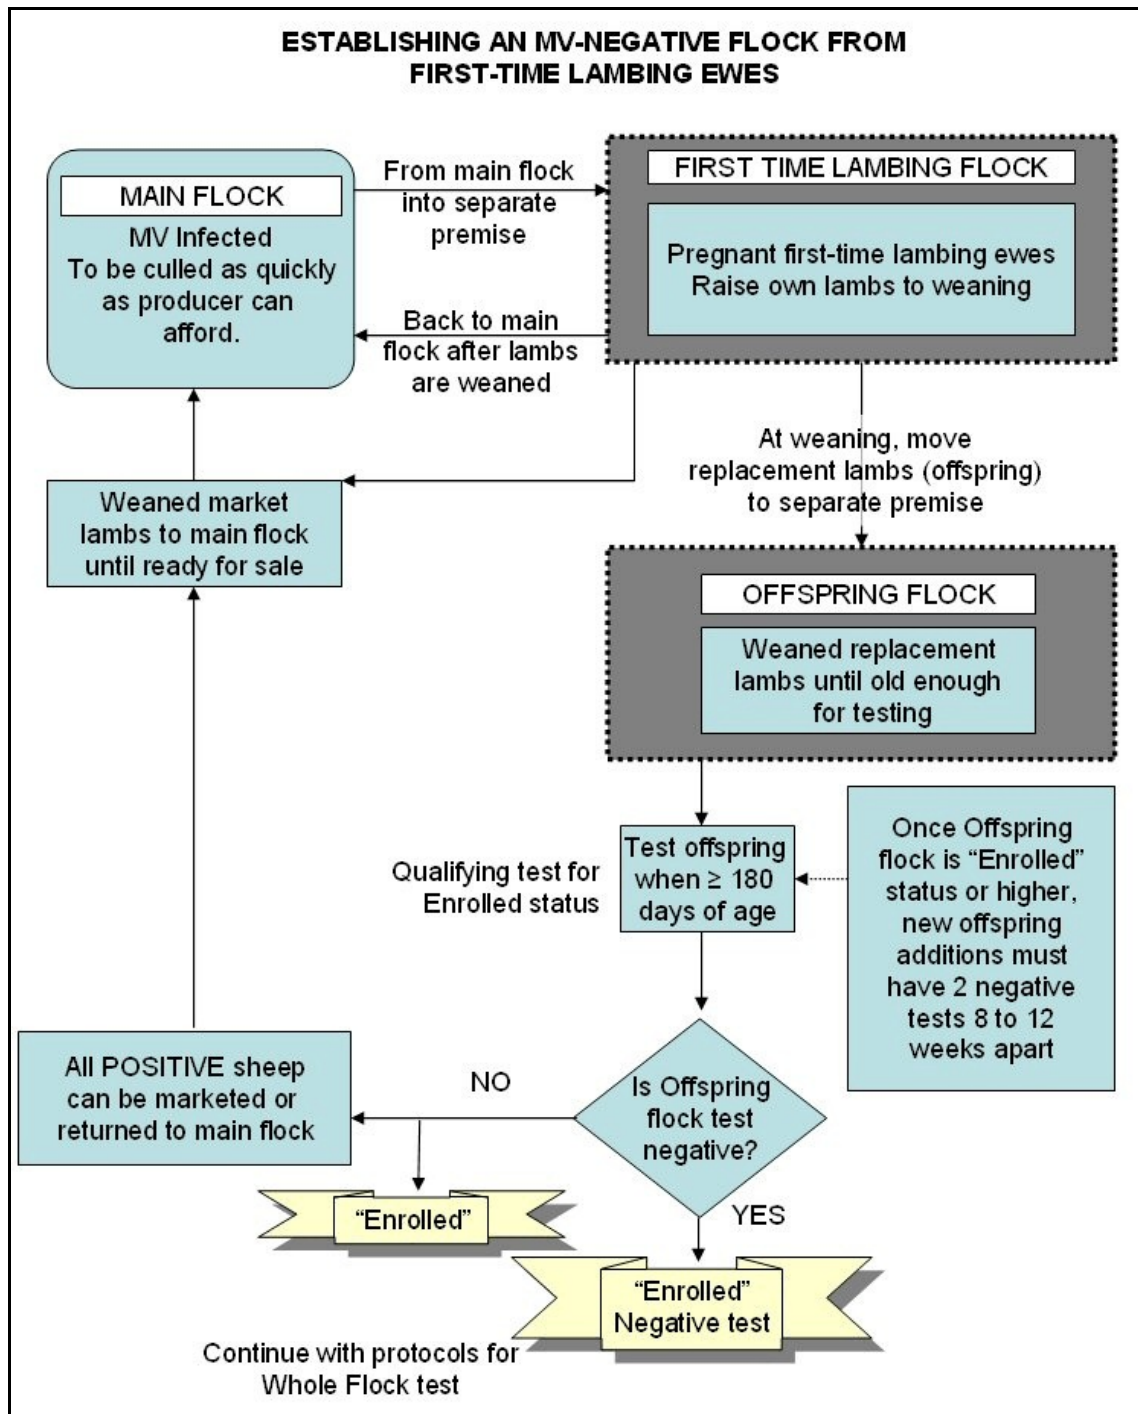 ESTABLISHING AN MV-NEGATIVE FLOCK FROM
FIRST-TIME LAMBING EWES
MAIN FLOCK
MV Infected
To be culled as quickly
as producer can
afford.
From main flock
into separate
premise
Back to main
flock after lambs
are weaned
FIRST TIME LAMBING FLOCK
Pregnant first-time lambing ewes
Raise own lambs to weaning
At weaning, move
replacement lambs (offspring)
to separate premise
Weaned market
lambs to main flock
until ready for sale
OFFSPRING FLOCK
Weaned replacement
lambs until old enough
for testing
Qualifying test for
Enrolled status
Test offspring
when ≥ 180
days of age
Once Offspring
flock is “Enrolled”
status or higher,
new offspring
additions must
have 2 negative
tests 8 to 12
weeks apart
All POSITIVE sheep
can be marketed or
returned to main flock
NO
Is Offspring
flock test
negative?
YES
“Enrolled”
“Enrolled”
Negative test
Continue with protocols for
Whole Flock test